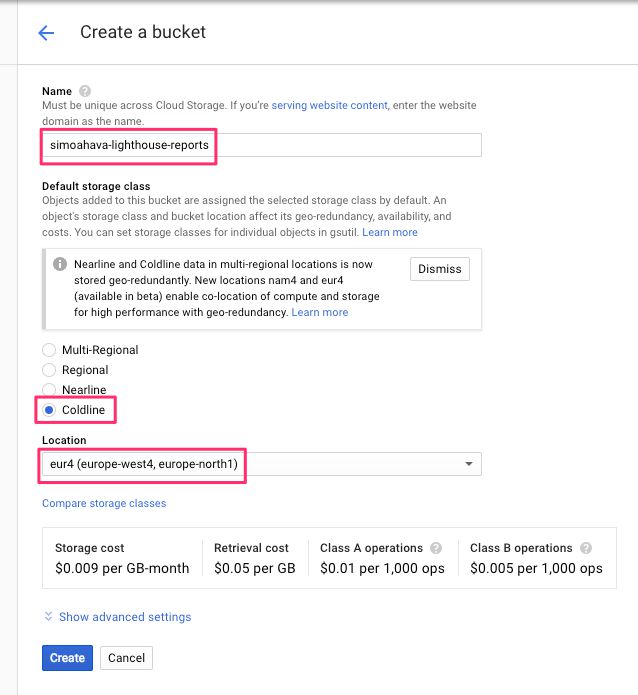 Create a bucket
Name
Must be unique across Cloud Storage. If you're serving website content, enter the website
domain as the name.
simoahava-lighthouse-reports
Default storage class
Objects added to this bucket are assigned the selected storage class by default. An
object's storage class and bucket location affect its geo-redundancy, availability, and
costs. You can set storage classes for individual objects in gsutil. Learn more
Nearline and Coldline data in multi-regional locations is now
stored geo-redundantly. New locations nam4 and eur4
(available in beta) enable co-location of compute and storage
for high performance with geo-redundancy. Learn more
Dismiss
Multi-Regional
Regional
Nearline
Coldline
Location
eur4 (europe-west4, europe-north1)
Compare storage classes
Storage cost Retrieval cost Class A operations ? Class B operations ?
$0.009 per GB-month $0.05 per GB $0.01 per 1,000 ops $0.005 per 1,000 ops
Show advanced settings
Create Cancel